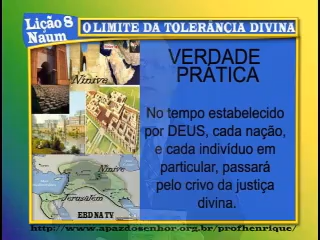 Lição 8
Naum
O LIMITE DA TOLERÂNCIA DIVINA
VERDADE
PRÁTICA
Nínive
No tempo estabelecido
por DEUS, cada nação,
e cada indivíduo em
particular, passará
pelo crivo da justiça
divina.
Nínive
Jerusalém
EBD NA TV
http://www.apazdosenhor.org.br/profhenrique/